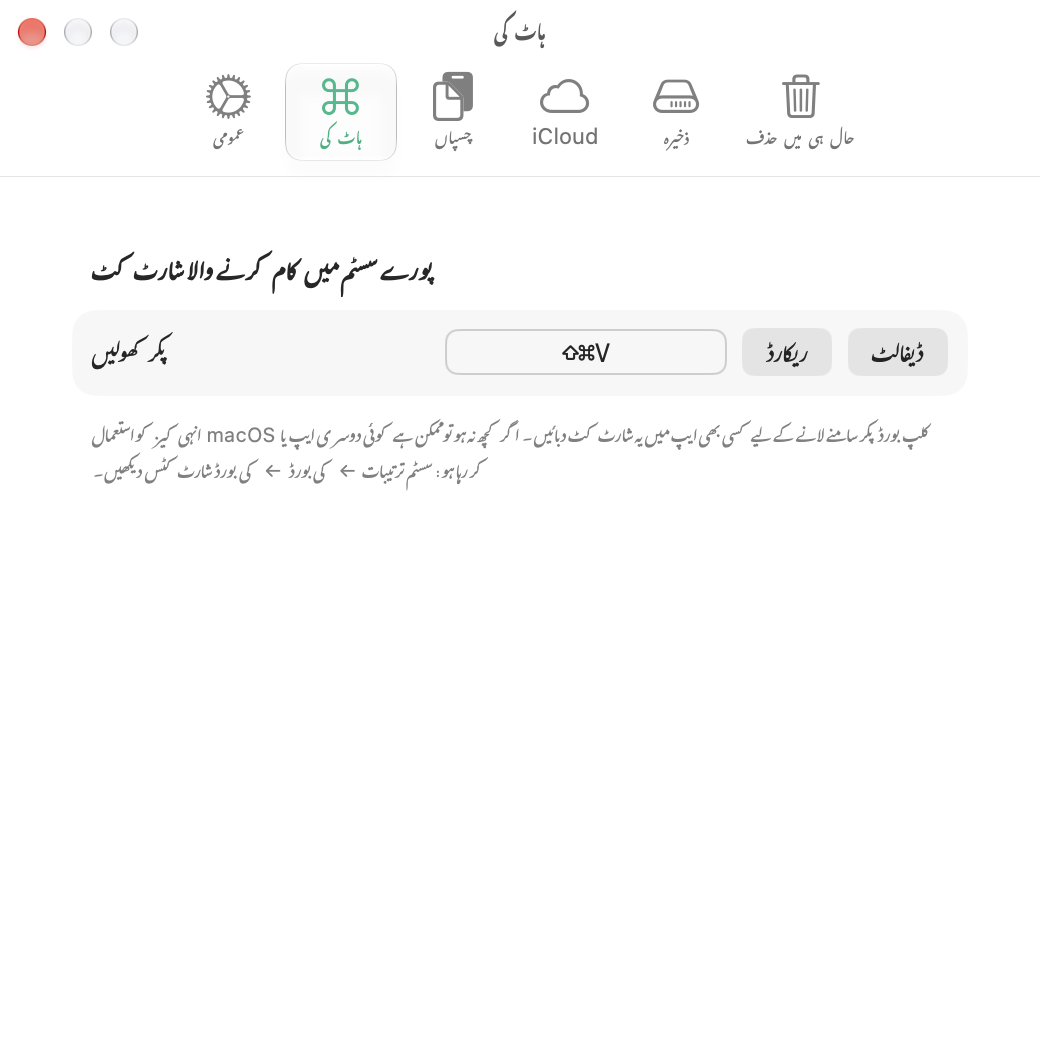 ہاٹ کی
عمومی
ہاٹ کی
چسپاں
iCloud
ذخیرہ
حال ہی میں حذف
پورے سسٹم میں کام کرنے والا شارٹ کٹ
پکر کھولیں
⇧⌘V
ریکارڈ
ڈیفالٹ
کلپ بورڈ پکر سامنے لانے کے لیے کسی بھی ایپ میں یہ شارٹ کٹ دبائیں۔ اگر کچھ نہ ہو تو ممکن ہے کوئی دوسری ایپ یا macOS انہی کیز کو استعمال
کر رہا ہو: سسٹم ترتیبات ← کی بورڈ ← کی بورڈ شارٹ کٹس دیکھیں۔